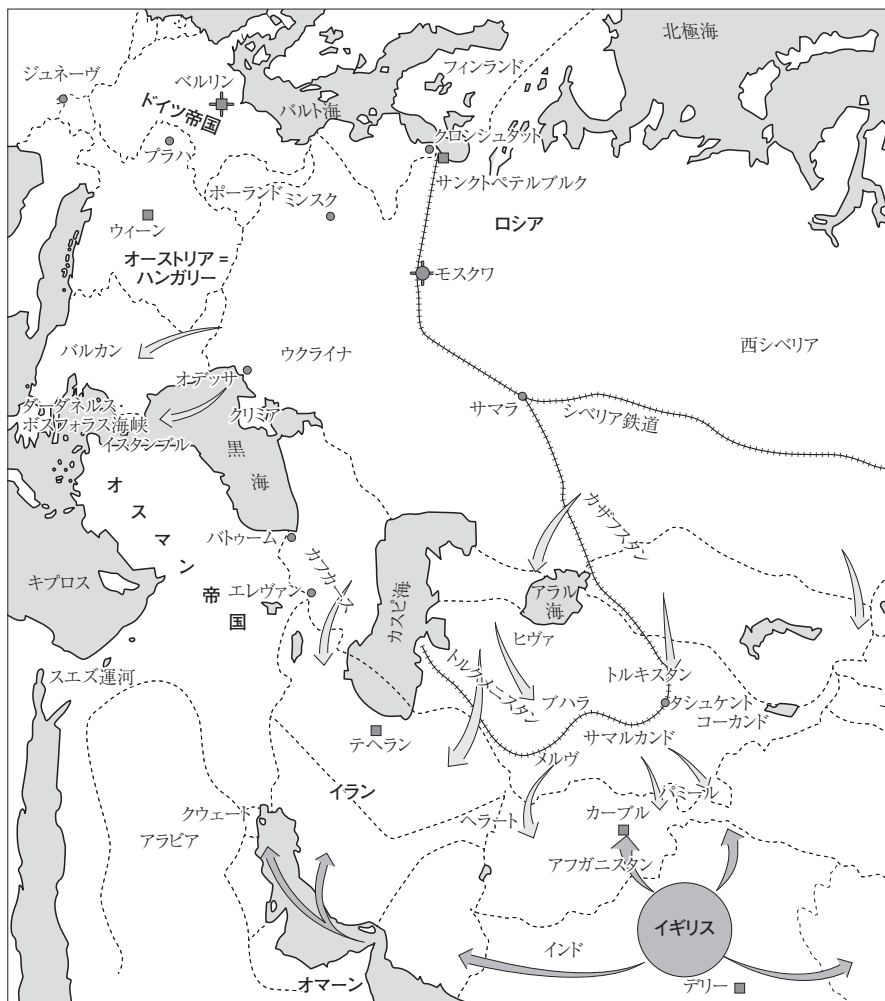 北極海
ジュネーヴ
ベルリン
フィンランド
ドイツ帝国
バルト海
クロンシュタット
プラハ
サンクトペテルブルク
ポーランド
ミンスク
ロシア
ウィーン
オーストリア=
ハンガリー
モスクワ
バルカン
ウクライナ
西シベリア
オデッサ
クリミア
サマラ
シベリア鉄道
ダーダネルス・
ボスフォラス海峡
イスタンブル
黒海
オスマン帝国
バトゥーム
カフカース
カザフスタン
キプロス
エレヴァン
カスピ海
アラル
海
ヒヴァ
スエズ運河
トルクメニスタン
トルキスタン
ブハラ
タシュケント
コーカンド
テヘラン
サマルカンド
メルヴ
イラン
パミール
クウェート
ヘラート
カーブル
アラビア
アフガニスタン
イギリス
インド
オマーン
デリー